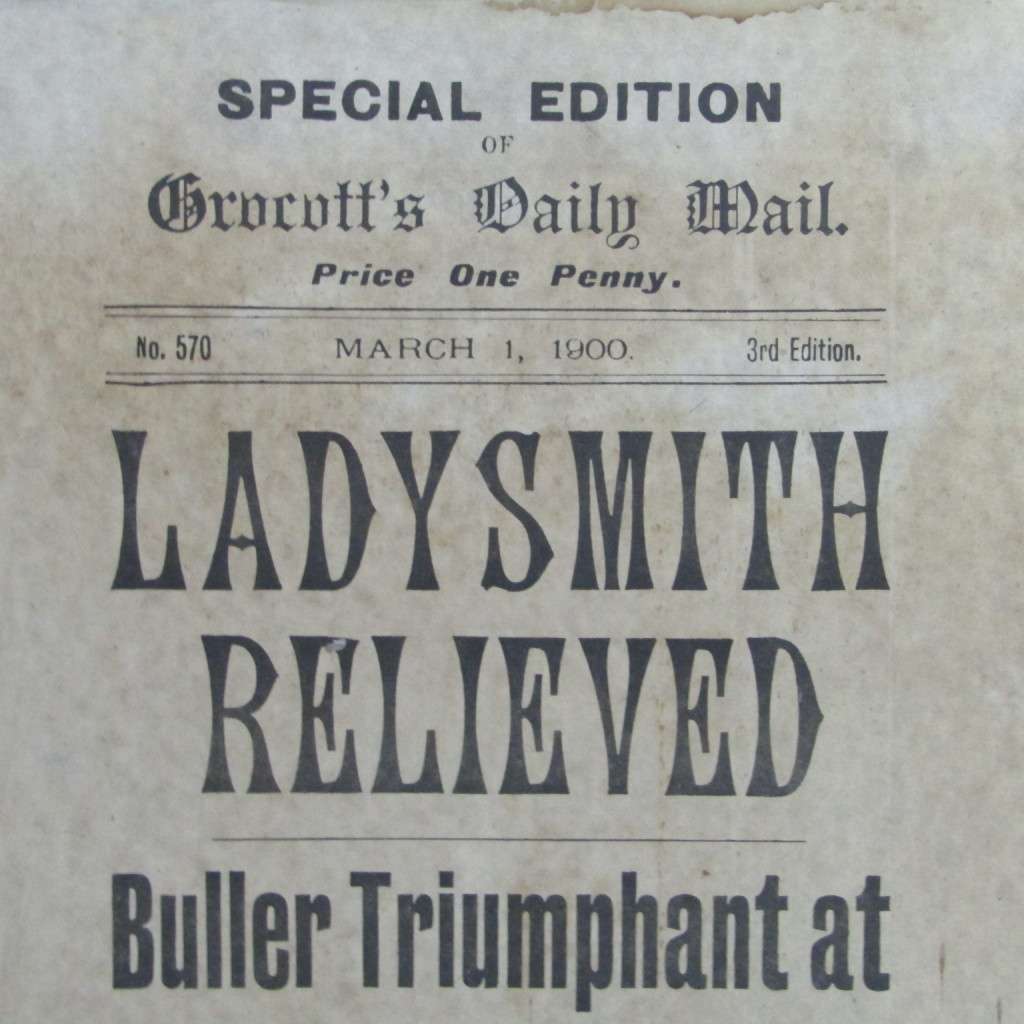 SPECIAL EDITION
OF
Grocott's Daily Mail.
Price One Penny.
No. 570 MARCH 1, 1900. 3rd Edition.
LADYSMITH
RELIEVED
Buller Triumphant at